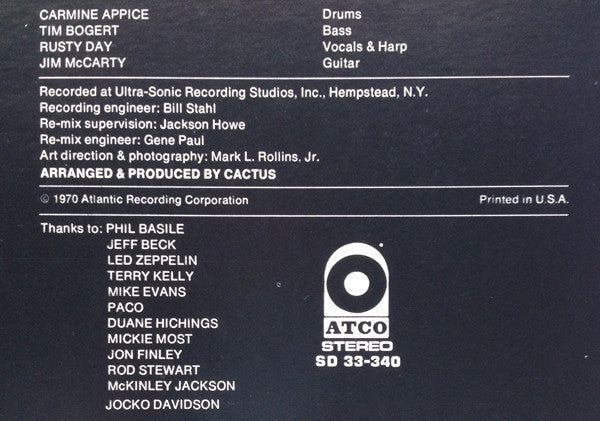 CARMINE APPICE Drums
TIM BOGERT Bass
RUSTY DAY Vocals & Harp
JIM McCARTY Guitar
Recorded at Ultra-Sonic Recording Studios, Inc., Hempstead, N.Y.
Recording engineer: Bill Stahl
Re-mix supervision: Jackson Howe
Re-mix engineer: Gene Paul
Art direction & photography: Mark L. Rollins, Jr.
ARRANGED & PRODUCED BY CACTUS
© 1970 Atlantic Recording Corporation Printed in U.S.A.
Thanks to: PHIL BASILE
JEFF BECK
LED ZEPPELIN
TERRY KELLY
MIKE EVANS
PACO
DUANE HICHINGS
MICKIE MOST
JON FINLEY
ROD STEWART
McKINLEY JACKSON
JOCKO DAVIDSON
ATCO
STEREO
SD 33-340